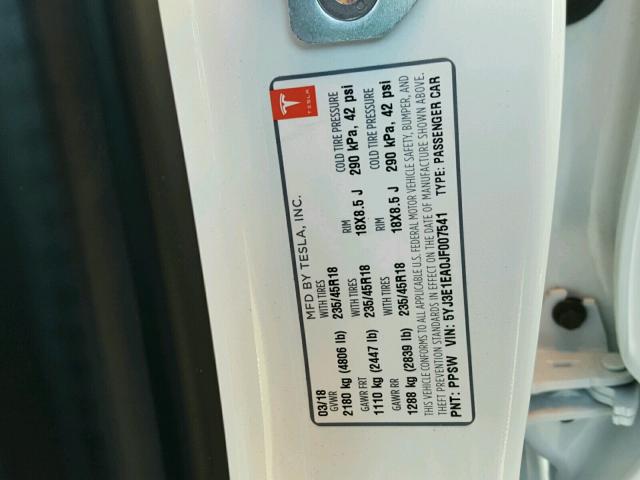 TESLA
MFD BY TESLA, INC.
03/18
GVWR WITH TIRES RIM COLD TIRE PRESSURE
2180 kg (4806 lb) 235/45R18 18X8.5 J 290 kPa, 42 psi
GAWR FRT WITH TIRES RIM COLD TIRE PRESSURE
1110 kg (2447 lb) 235/45R18 18X8.5 J 290 kPa, 42 psi
GAWR RR WITH TIRES
1288 kg (2839 lb) 235/45R18
THIS VEHICLE CONFORMS TO ALL APPLICABLE U.S. FEDERAL MOTOR VEHICLE SAFETY, BUMPER, AND
THEFT PREVENTION STANDARDS IN EFFECT ON THE DATE OF MANUFACTURE SHOWN ABOVE.
PNT: PPSW VIN: 5YJ3E1EA0JF007541 TYPE: PASSENGER CAR